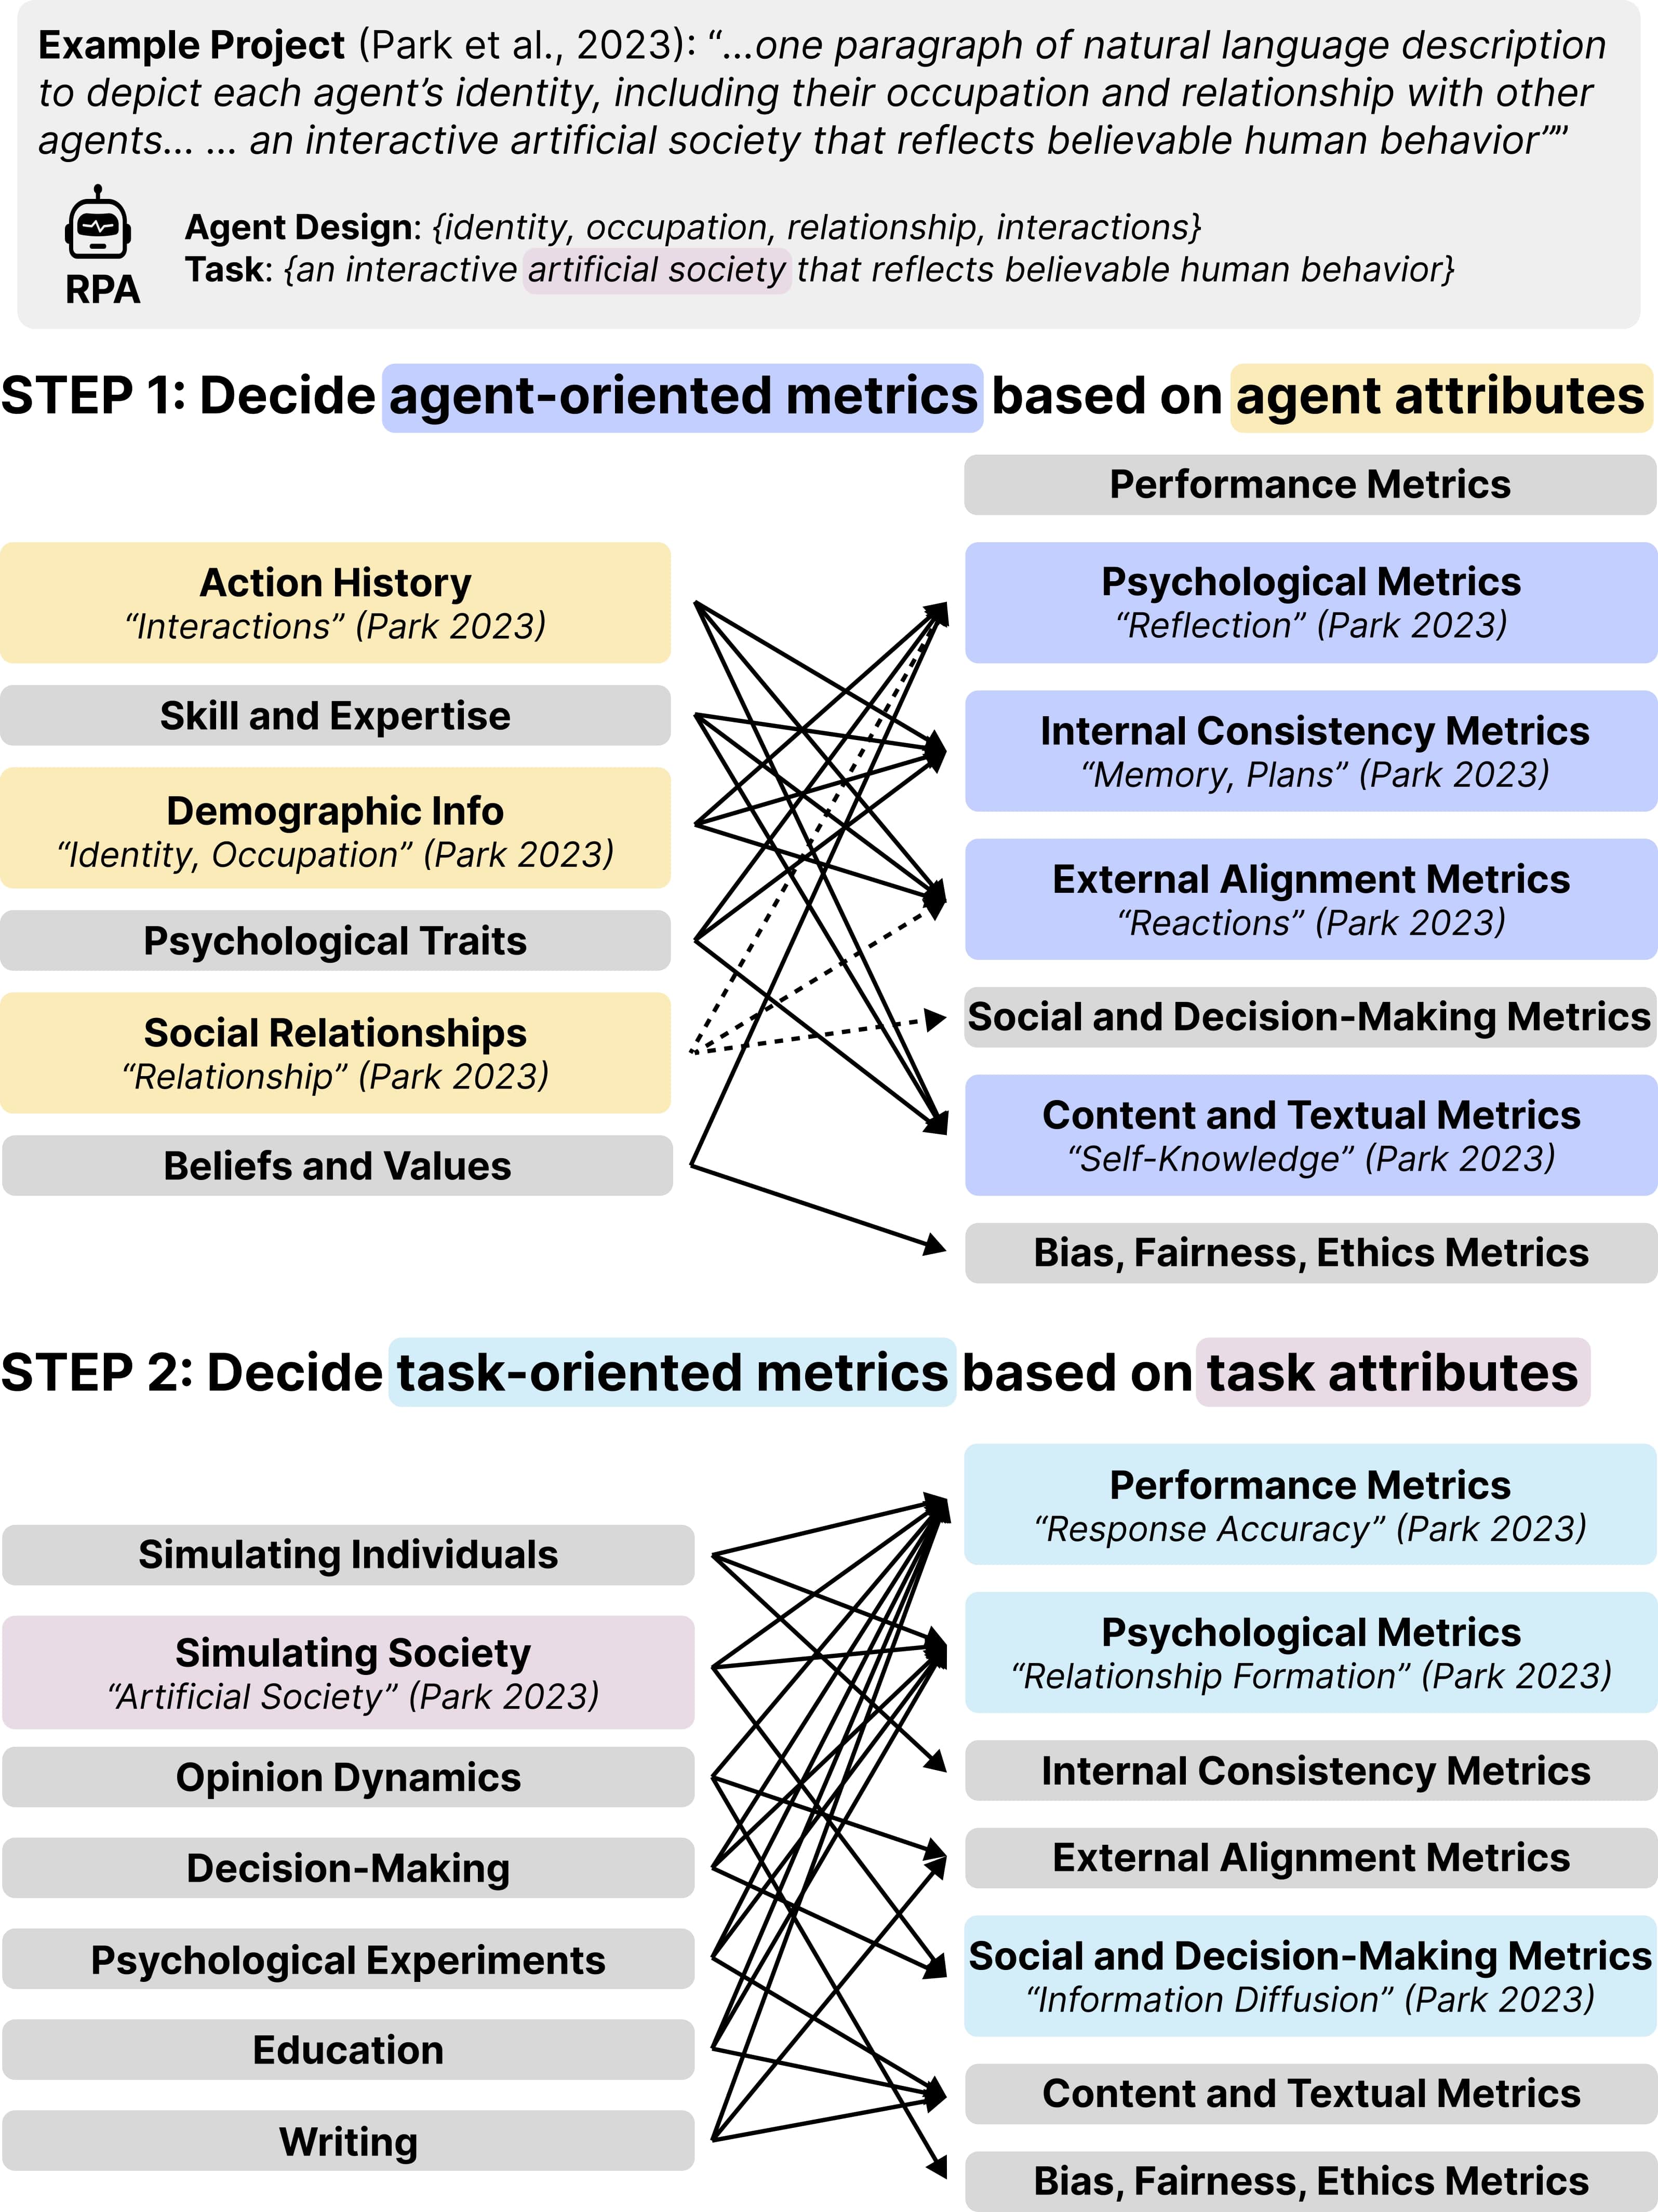 Example Project (Park et al., 2023): “...one paragraph of natural language description
to depict each agent’s identity, including their occupation and relationship with other
agents... ... an interactive artificial society that reflects believable human behavior””
RPA
Agent Design: {identity, occupation, relationship, interactions}
Task: {an interactive artificial society that reflects believable human behavior}
STEP 1: Decide agent-oriented metrics based on agent attributes
Action History
“Interactions” (Park 2023)
Skill and Expertise
Demographic Info
“Identity, Occupation” (Park 2023)
Psychological Traits
Social Relationships
“Relationship” (Park 2023)
Beliefs and Values
Performance Metrics
Psychological Metrics
“Reflection” (Park 2023)
Internal Consistency Metrics
“Memory, Plans” (Park 2023)
External Alignment Metrics
“Reactions” (Park 2023)
Social and Decision-Making Metrics
Content and Textual Metrics
“Self-Knowledge” (Park 2023)
Bias, Fairness, Ethics Metrics
STEP 2: Decide task-oriented metrics based on task attributes
Simulating Individuals
Simulating Society
“Artificial Society” (Park 2023)
Opinion Dynamics
Decision-Making
Psychological Experiments
Education
Writing
Performance Metrics
“Response Accuracy” (Park 2023)
Psychological Metrics
“Relationship Formation” (Park 2023)
Internal Consistency Metrics
External Alignment Metrics
Social and Decision-Making Metrics
“Information Diffusion” (Park 2023)
Content and Textual Metrics
Bias, Fairness, Ethics Metrics